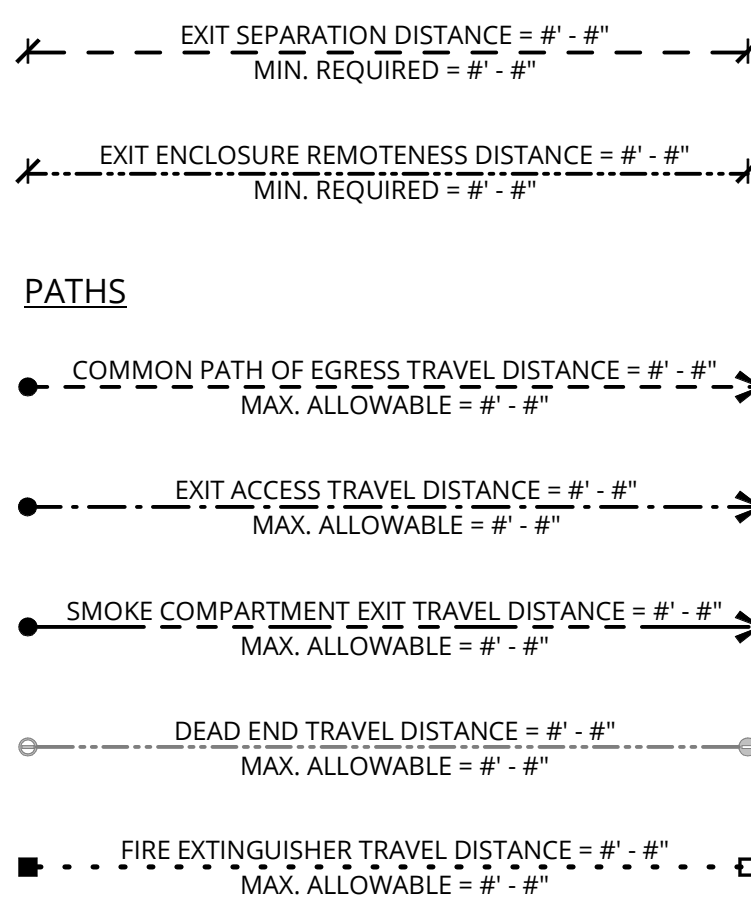 EXIT SEPARATION DISTANCE = #' - #"
MIN. REQUIRED = #' - #"
EXIT ENCLOSURE REMOTENESS DISTANCE = #' - #"
MIN. REQUIRED = #' - #"
PATHS
COMMON PATH OF EGRESS TRAVEL DISTANCE = #' - #"
MAX. ALLOWABLE = #' - #"
EXIT ACCESS TRAVEL DISTANCE = #' - #"
MAX. ALLOWABLE = #' - #"
SMOKE COMPARTMENT EXIT TRAVEL DISTANCE = #' - #"
MAX. ALLOWABLE = #' - #"
DEAD END TRAVEL DISTANCE = #' - #"
MAX. ALLOWABLE = #' - #"
FIRE EXTINGUISHER TRAVEL DISTANCE = #' - #"
MAX. ALLOWABLE = #' - #"